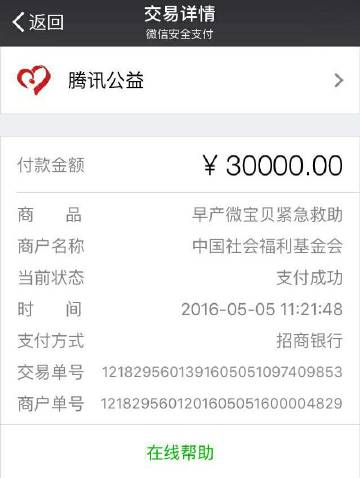 返回
交易详情
微信安全支付
腾讯公益
付款金额 ¥ 30000.00
商 品 早产微宝贝紧急救助
商户名称 中国社会福利基金会
当前状态 支付成功
时 间 2016-05-05 11:21:48
支付方式 招商银行
交易单号 1218295601391605051097409853
商户单号 1218295601201605051600004829
在线帮助